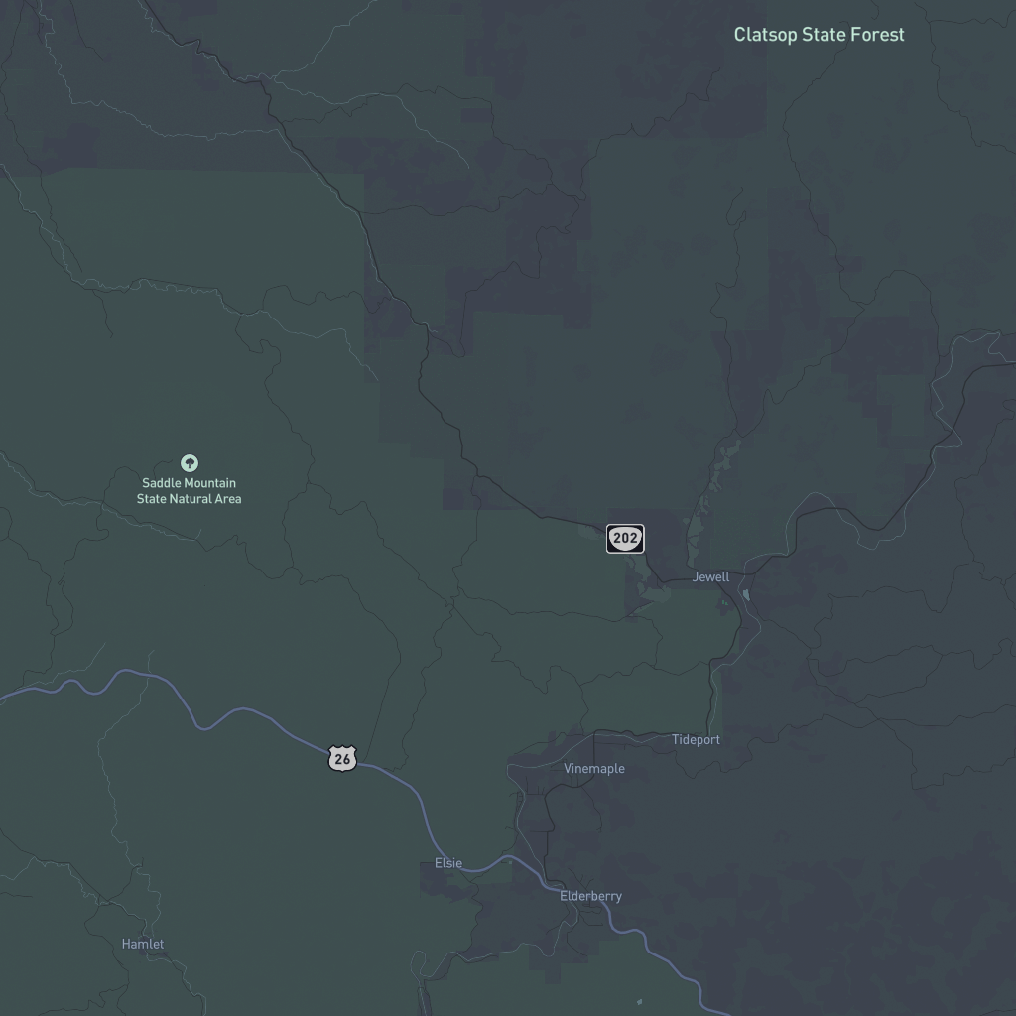 Clatsop State Forest
Saddle Mountain
State Natural Area
202
Jewell
Tideport
26
Vinemaple
Elsie
Elderberry
Hamlet